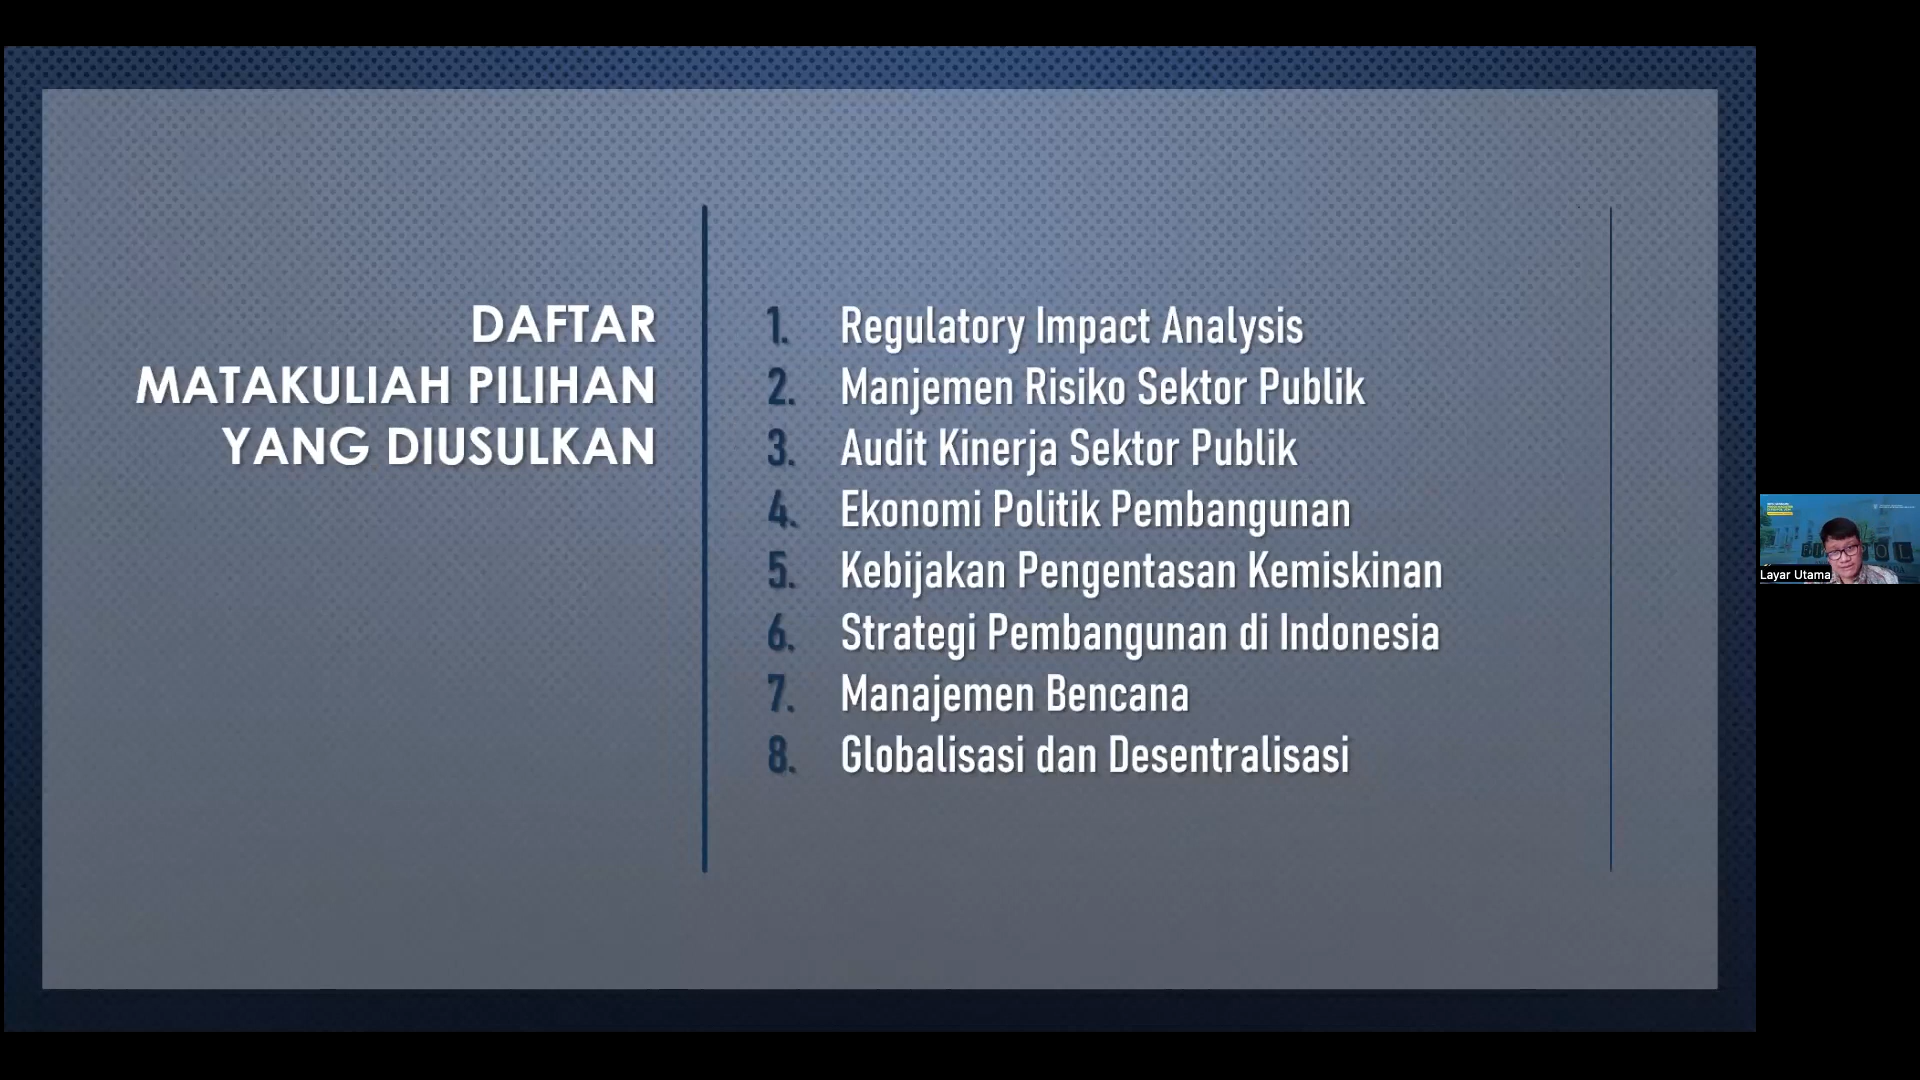 DAFTAR
MATAKULIAH PILIHAN
YANG DIUSULKAN
1. Regulatory Impact Analysis
2. Manjemen Risiko Sektor Publik
3. Audit Kinerja Sektor Publik
4. Ekonomi Politik Pembangunan
5. Kebijakan Pengentasan Kemiskinan
6. Strategi Pembangunan di Indonesia
7. Manajemen Bencana
8. Globalisasi dan Desentralisasi
Layar Utama